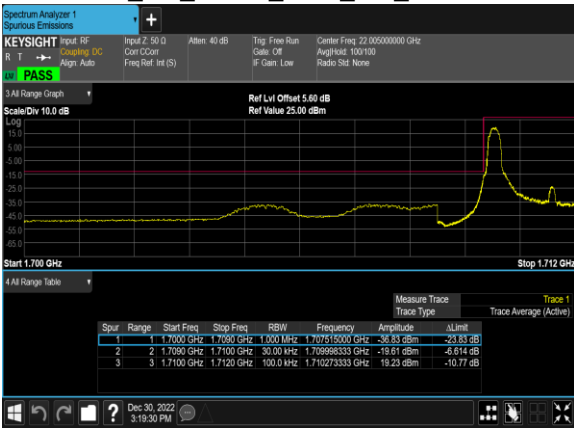 Spectrum Analyzer 1
Spurious Emissions
KEYSIGHT Input: RF Input Z: 50 Ω Atten: 40 dB Trig: Free Run Center Freq: 22.005000000 GHz
R T Coupling: DC Corr CCorr Gate: Off Avg|Hold: 100/100
Align: Auto Freq Ref: Int (S) IF Gain: Low Radio Std: None
PASS
3 All Range Graph
Ref Lvl Offset 5.60 dB
Scale/Div 10.0 dB Ref Value 25.00 dBm
Log
15.0
5.00
-5.00
-15.0
-25.0
-35.0
-45.0
-55.0
-65.0
Start 1.700 GHz Stop 1.712 GHz
4 All Range Table
Measure Trace Trace 1
Trace Type Trace Average (Active)
Spur Range Start Freq Stop Freq RBW Frequency Amplitude ΔLimit
1 1 1.7000 GHz 1.7090 GHz 1.000 MHz 1.707515000 GHz -36.83 dBm -23.83 dB
2 2 1.7090 GHz 1.7100 GHz 30.00 kHz 1.709998333 GHz -19.61 dBm -6.614 dB
3 3 1.7100 GHz 1.7120 GHz 100.0 kHz 1.710273333 GHz 19.23 dBm -10.77 dB
? Dec 30, 2022
3:19:30 PM